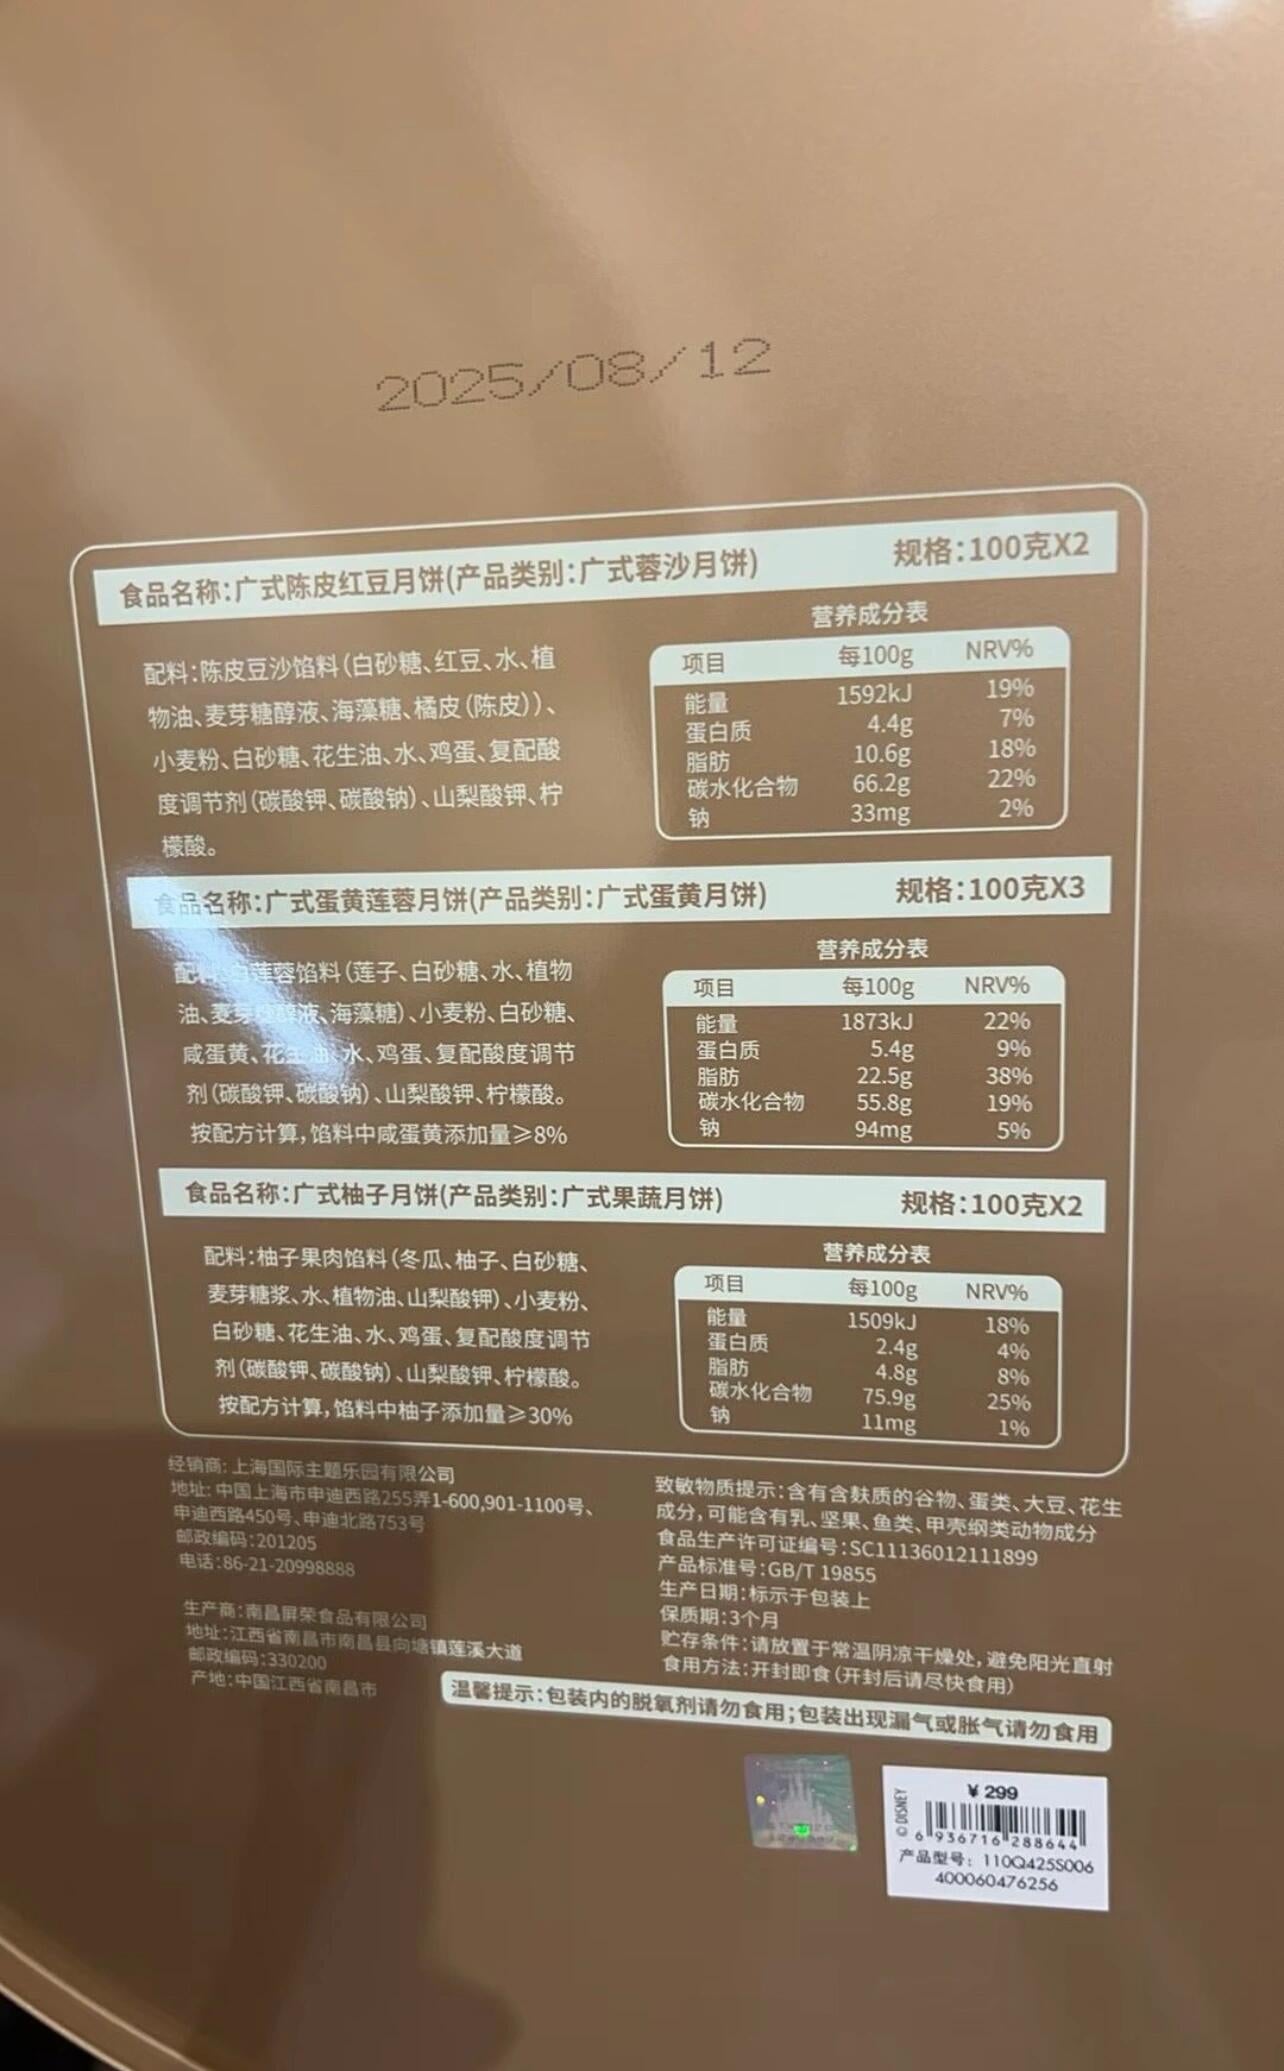 2025/08/12
食品名称:广式陈皮红豆月饼(产品类别:广式蓉沙月饼) 规格:100克X2
配料:陈皮豆沙馅料(白砂糖、红豆、水、植
物油、麦芽糖醇液、海藻糖、橘皮(陈皮))、
小麦粉、白砂糖、花生油、水、鸡蛋、复配酸
度调节剂(碳酸钾、碳酸钠)、山梨酸钾、柠
檬酸。
营养成分表
项目 每100g NRV%
能量 1592kJ 19%
蛋白质 4.4g 7%
脂肪 10.6g 18%
碳水化合物 66.2g 22%
钠 33mg 2%
食品名称:广式蛋黄莲蓉月饼(产品类别:广式蛋黄月饼) 规格:100克X3
配料:白莲蓉馅料(莲子、白砂糖、水、植物
油、麦芽糖醇液、海藻糖)、小麦粉、白砂糖、
咸蛋黄、花生油、水、鸡蛋、复配酸度调节
剂(碳酸钾、碳酸钠)、山梨酸钾、柠檬酸。
按配方计算,馅料中咸蛋黄添加量≥8%
营养成分表
项目 每100g NRV%
能量 1873kJ 22%
蛋白质 5.4g 9%
脂肪 22.5g 38%
碳水化合物 55.8g 19%
钠 94mg 5%
食品名称:广式柚子月饼(产品类别:广式果蔬月饼) 规格:100克X2
配料:柚子果肉馅料(冬瓜、柚子、白砂糖、
麦芽糖浆、水、植物油、山梨酸钾)、小麦粉、
白砂糖、花生油、水、鸡蛋、复配酸度调节
剂(碳酸钾、碳酸钠)、山梨酸钾、柠檬酸。
按配方计算,馅料中柚子添加量≥30%
营养成分表
项目 每100g NRV%
能量 1509kJ 18%
蛋白质 2.4g 4%
脂肪 4.8g 8%
碳水化合物 75.9g 25%
钠 11mg 1%
经销商: 上海国际主题乐园有限公司
地址: 中国上海市申迪西路255弄1-600,901-1100号、
申迪西路450号、申迪北路753号
邮政编码:201205
电话:86-21-20998888
生产商:南昌屏荣食品有限公司
地址:江西省南昌市南昌县向塘镇莲溪大道
邮政编码:330200
产地:中国江西省南昌市
致敏物质提示:含有含麸质的谷物、蛋类、大豆、花生
成分,可能含有乳、坚果、鱼类、甲壳纲类动物成分
食品生产许可证编号:SC11136012111899
产品标准号:GB/T 19855
生产日期:标示于包装上
保质期:3个月
贮存条件:请放置于常温阴凉干燥处,避免阳光直射
食用方法:开封即食(开封后请尽快食用)
温馨提示:包装内的脱氧剂请勿食用;包装出现漏气或胀气请勿食用
¥ 299
© DISNEY
6 936716 288644
产品型号: 110Q425S006
400060476256